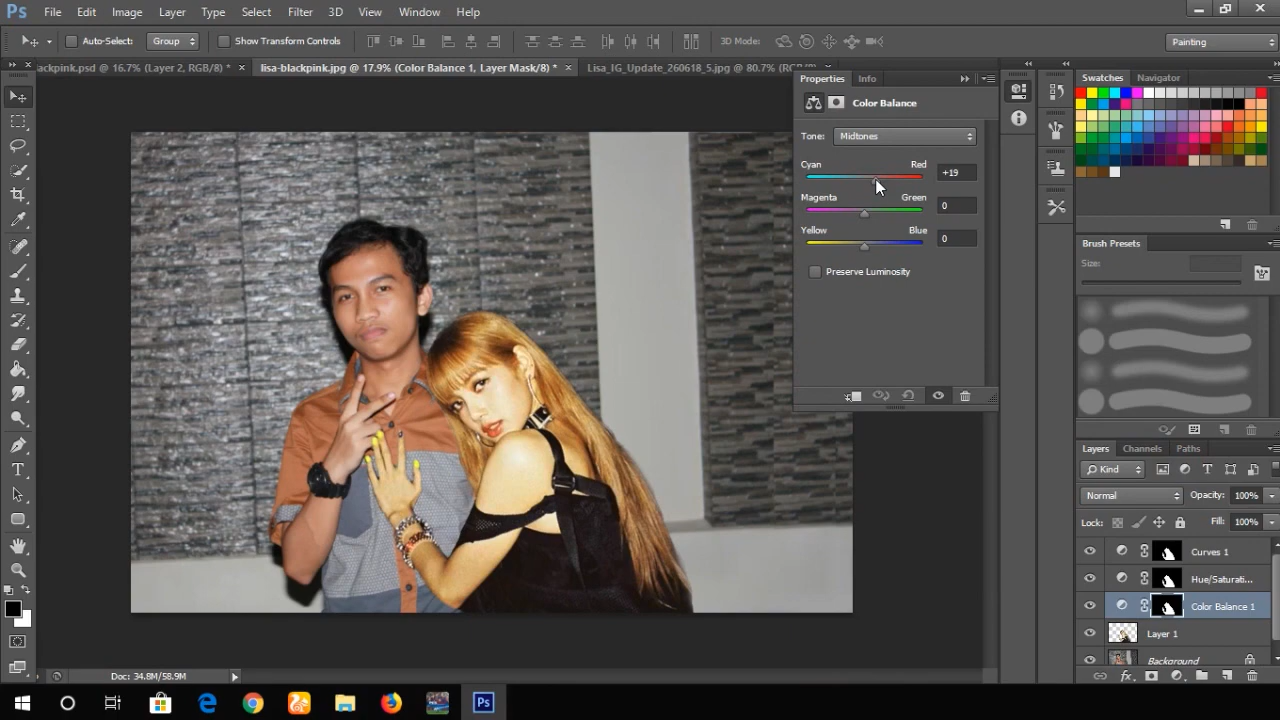 Ps File Edit Image Layer Type Select Filter 3D View Window Help
Auto-Select: Group Show Transform Controls 3D Mode: Painting
ackpink.psd @ 16.7% (Layer 2, RGB/8) * × lisa-blackpink.jpg @ 17.9% (Color Balance 1, Layer Mask/8) * × Lisa_IG_Update_260618_5.jpg @ 80.7% (RGB/8)
Properties Info
Swatches Navigator
Color Balance
Tone: Midtones
Cyan Red +19
Magenta Green 0
Yellow Blue 0
Preserve Luminosity
Brush Presets
Size:
Layers Channels Paths
Kind
Normal Opacity: 100%
Lock: Fill: 100%
Curves 1
Hue/Saturati...
Color Balance 1
Layer 1
Background
Doc: 34.8M/58.9M
Ps